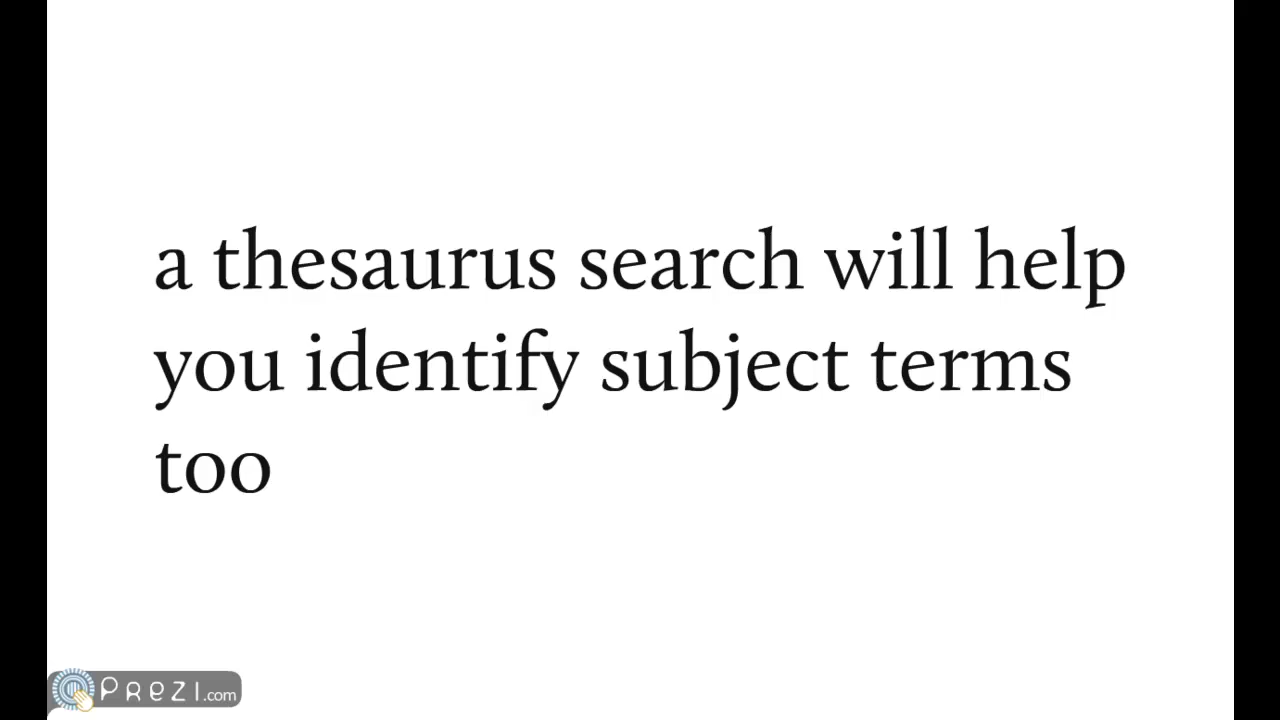 a thesaurus search will help
you identify subject terms
too
Prezi.com